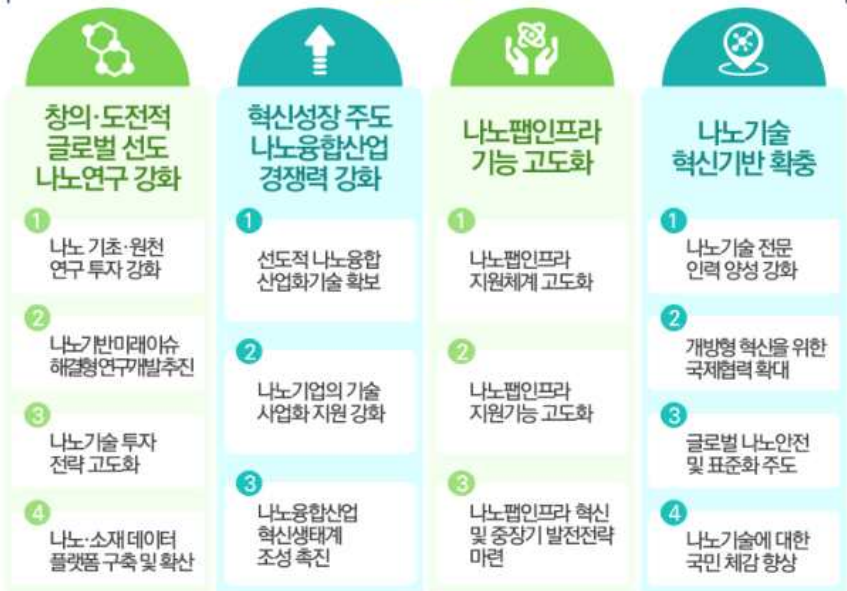 창의·도전적
글로벌 선도
나노연구 강화
1
나노 기초·원천
연구 투자 강화
2
나노기반미래이슈
해결형연구개발추진
3
나노기술 투자
전략 고도화
4
나노·소재 데이터
플랫폼 구축 및 확산
혁신성장 주도
나노융합산업
경쟁력 강화
1
선도적 나노융합
산업화기술 확보
2
나노기업의 기술
사업화 지원 강화
3
나노융합산업
혁신생태계
조성 촉진
나노팹인프라
기능 고도화
1
나노팹인프라
지원체계 고도화
2
나노팹인프라
지원기능 고도화
3
나노팹인프라 혁신
및 중장기 발전전략
마련
나노기술
혁신기반 확충
1
나노기술 전문
인력 양성 강화
2
개방형 혁신을 위한
국제협력 확대
3
글로벌 나노안전
및 표준화 주도
4
나노기술에 대한
국민 체감 향상